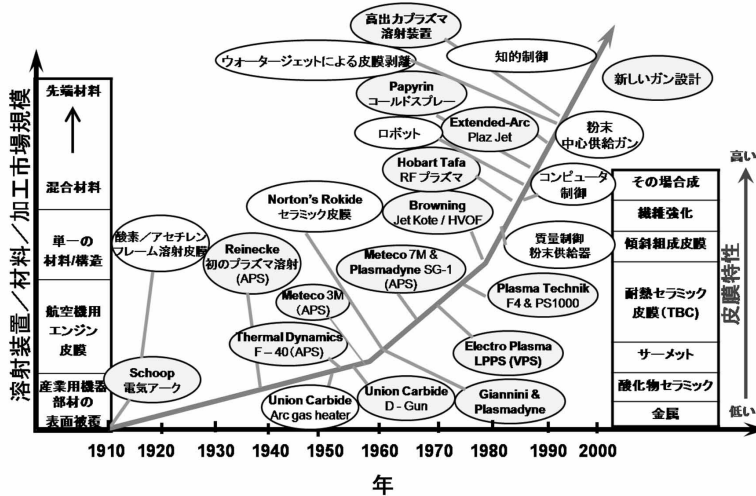 溶射装置／材料／加工市場規模
先端材料
混合材料
単一の
材料/構造
航空機用
エンジン
皮膜
産業用機器
部材の
表面被覆
高出力プラズマ
溶射装置
ウォータージェットによる皮膜剥離
知的制御
新しいガン設計
Papyrin
コールドスプレー
Extended-Arc
Plaz Jet
粉末
中心供給ガン
ロボット
Hobart Tafa
RF プラズマ
コンピュータ
制御
Norton's Rokide
セラミック皮膜
Browning
Jet Kote / HVOF
酸素／アセチレン
フレーム溶射皮膜
Reinecke
初のプラズマ溶射
(APS)
質量制御
粉末供給器
Meteco 7M &
Plasmadyne SG-1
(APS)
Meteco 3M
(APS)
Plasma Technik
F4 & PS1000
Thermal Dynamics
F-40(APS)
Electro Plasma
LPPS (VPS)
Schoop
電気アーク
Union Carbide
Arc gas heater
Union Carbide
D-Gun
Giannini &
Plasmadyne
高い
その場合成
繊維強化
傾斜組成皮膜
耐熱セラミック
皮膜(TBC)
サーメット
酸化物セラミック
金属
低い
皮膜特性
1910 1920 1930 1940 1950 1960 1970 1980 1990 2000
年